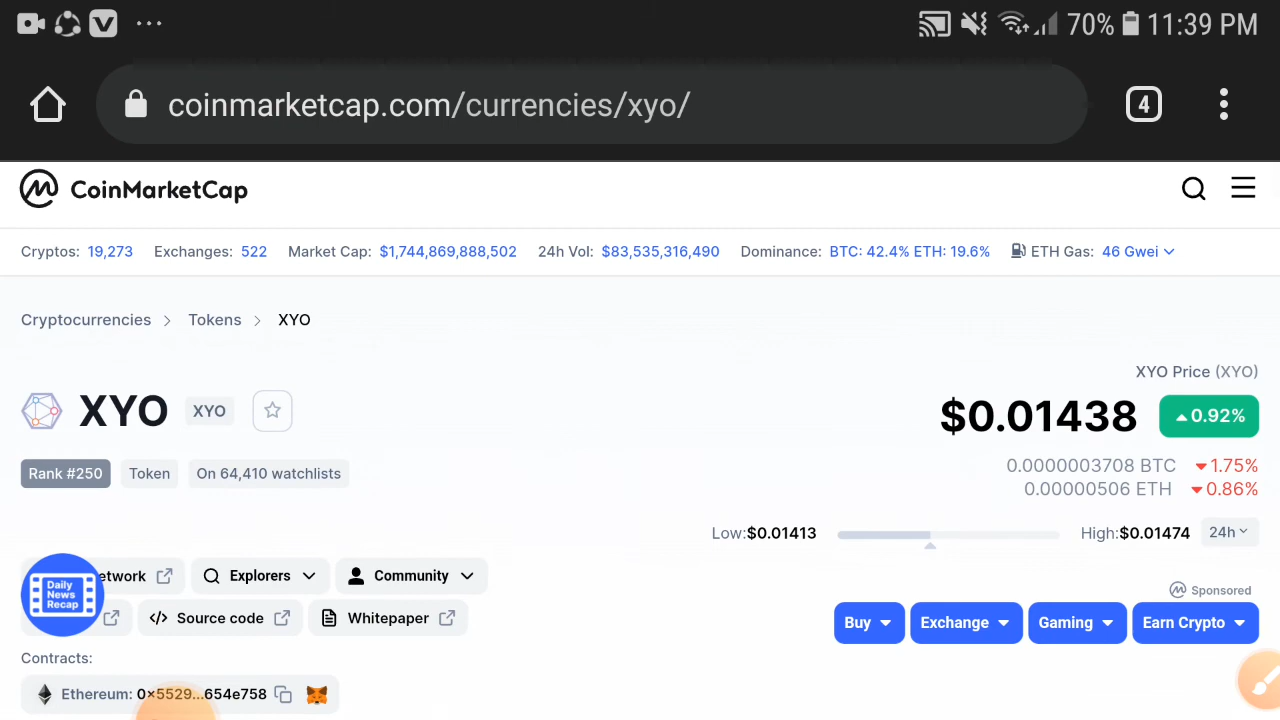 70% 11:39 PM
coinmarketcap.com/currencies/xyo/
4
CoinMarketCap
Cryptos: 19,273 Exchanges: 522 Market Cap: $1,744,869,888,502 24h Vol: $83,535,316,490 Dominance: BTC: 42.4% ETH: 19.6% ETH Gas: 46 Gwei
Cryptocurrencies > Tokens > XYO
XYO Price (XYO)
XYO XYO $0.01438 0.92%
Rank #250 Token On 64,410 watchlists
0.0000003708 BTC 1.75%
0.00000506 ETH 0.86%
Low:$0.01413 High:$0.01474 24h
etwork Explorers Community
Daily
News
Recap
Sponsored
Source code Whitepaper
Buy Exchange Gaming Earn Crypto
Contracts:
Ethereum: 0x5529...654e758